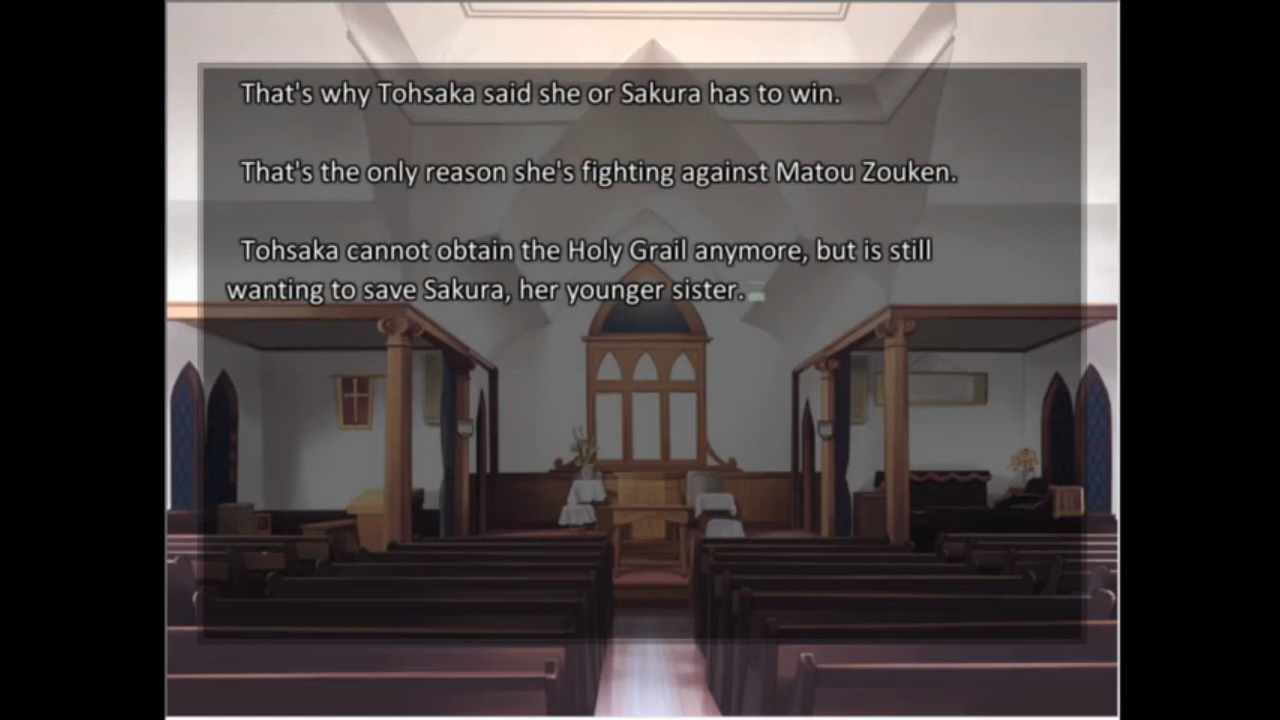 That's why Tohsaka said she or Sakura has to win.
That's the only reason she's fighting against Matou Zouken.
Tohsaka cannot obtain the Holy Grail anymore, but is still
wanting to save Sakura, her younger sister.